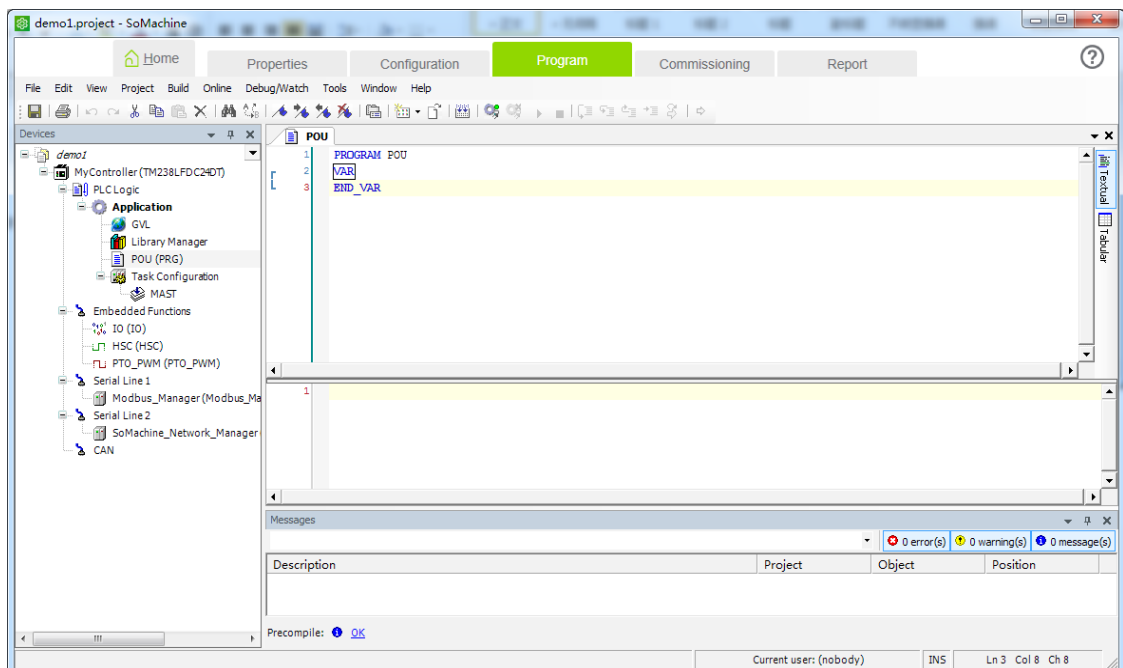 demo1.project - SoMachine
Home
Properties
Configuration
Program
Commissioning
Report
File Edit View Project Build Online Debug/Watch Tools Window Help
Devices
demo1
MyController (TM238LFDC24DT)
PLC Logic
Application
GVL
Library Manager
POU (PRG)
Task Configuration
MAST
Embedded Functions
IO (IO)
HSC (HSC)
PTO_PWM (PTO_PWM)
Serial Line 1
Modbus_Manager (Modbus_Ma
Serial Line 2
SoMachine_Network_Manager
CAN
POU
1 PROGRAM POU
2 VAR
3 END_VAR
Textual
Tabular
1
Messages
0 error(s) 0 warning(s) 0 message(s)
Description Project Object Position
Precompile: OK
Current user: (nobody) INS Ln 3 Col 8 Ch 8